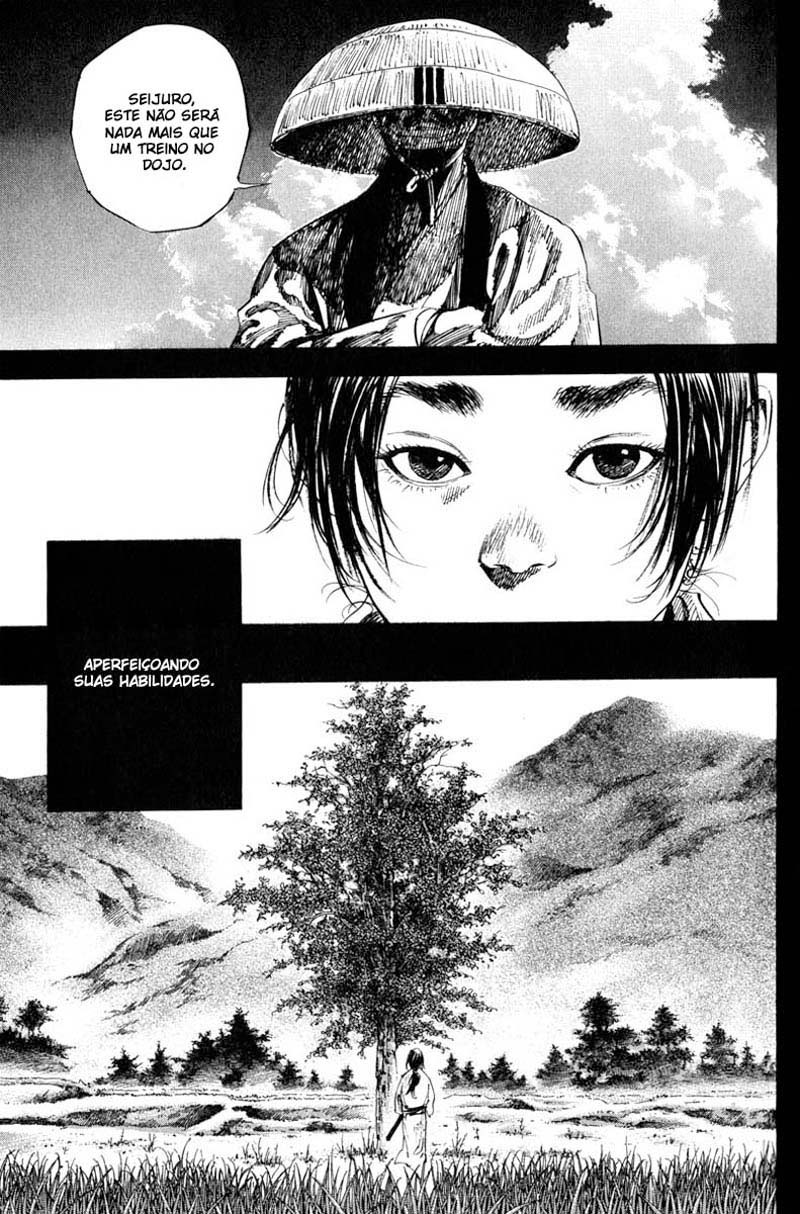 SEIJURO,
ESTE NÃO SERÁ
NADA MAIS QUE
UM TREINO NO
DOJO.
APERFEIÇOANDO
SUAS HABILIDADES.